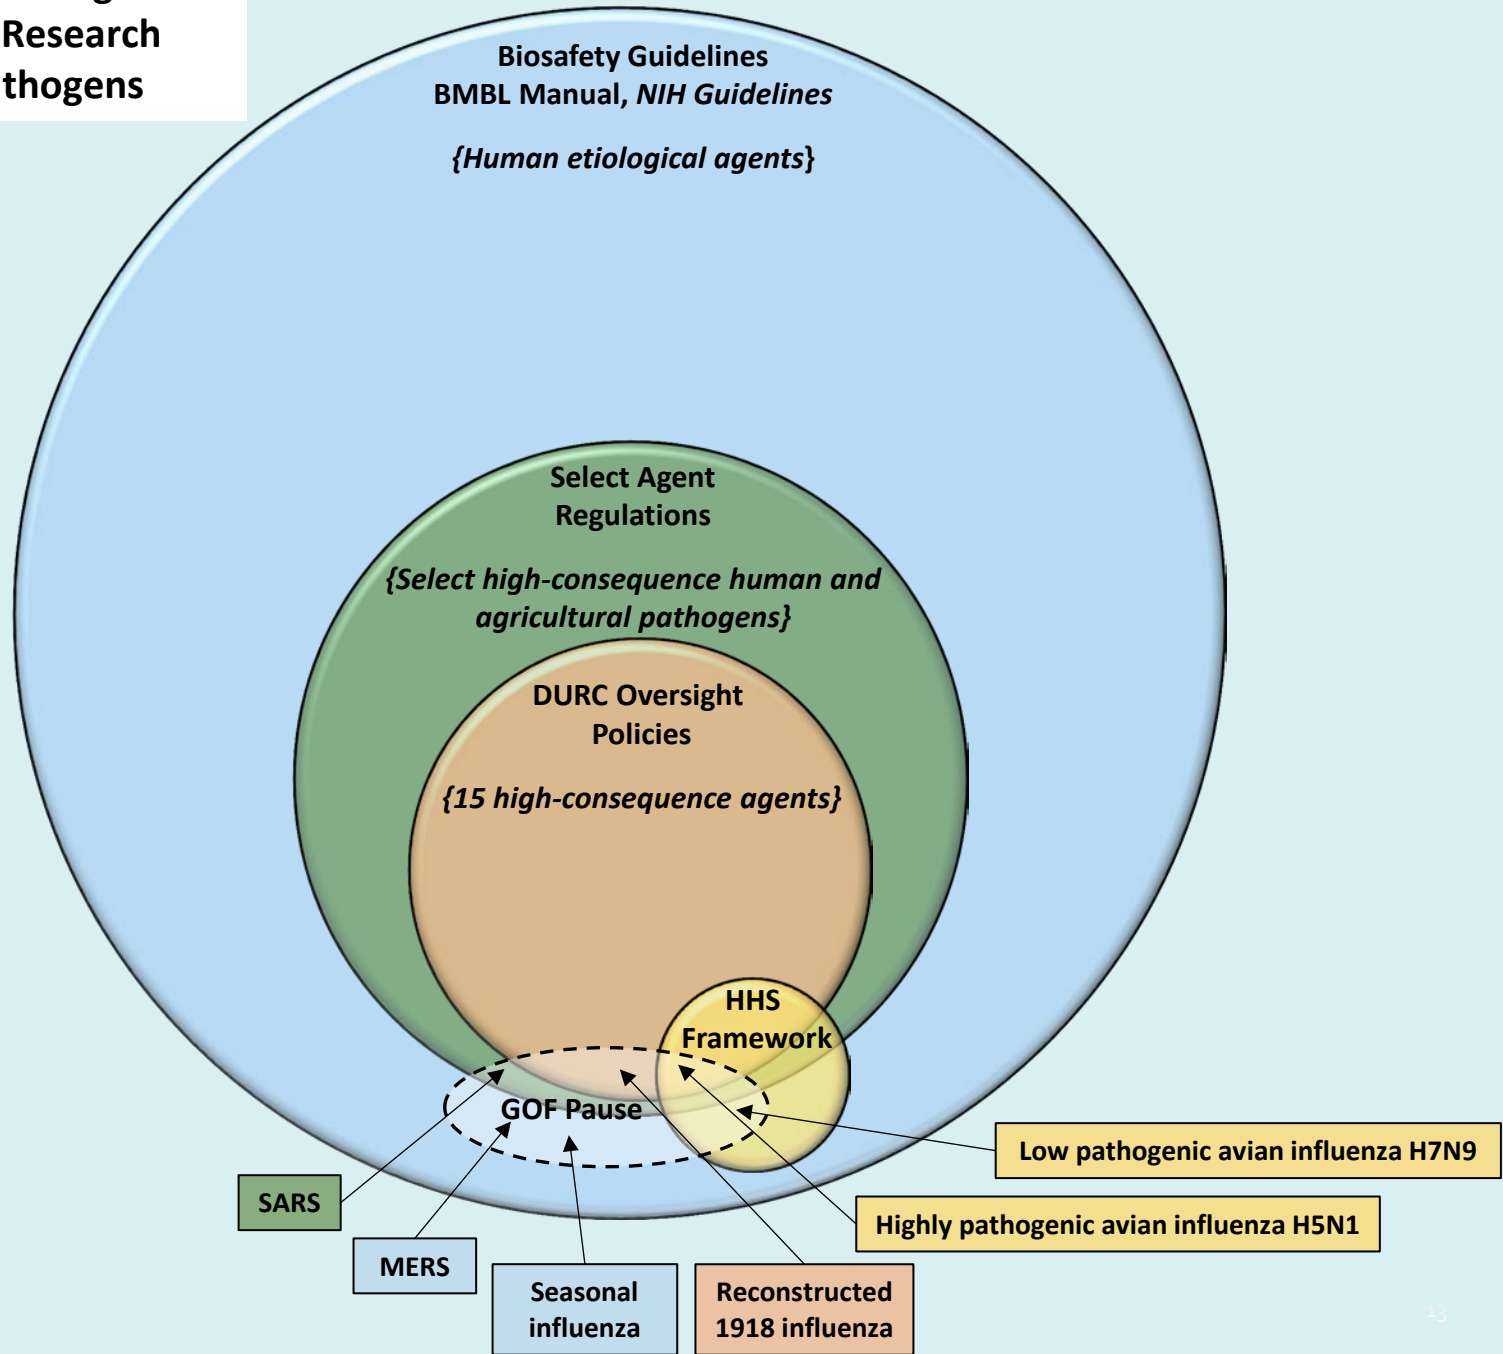 Research
thogens
Biosafety Guidelines
BMBL Manual, NIH Guidelines
{Human etiological agents}
Select Agent
Regulations
{Select high-consequence human and
agricultural pathogens}
DURC Oversight
Policies
{15 high-consequence agents}
HHS
Framework
GOF Pause
Low pathogenic avian influenza H7N9
SARS
Highly pathogenic avian influenza H5N1
MERS
Seasonal
influenza
Reconstructed
1918 influenza
13